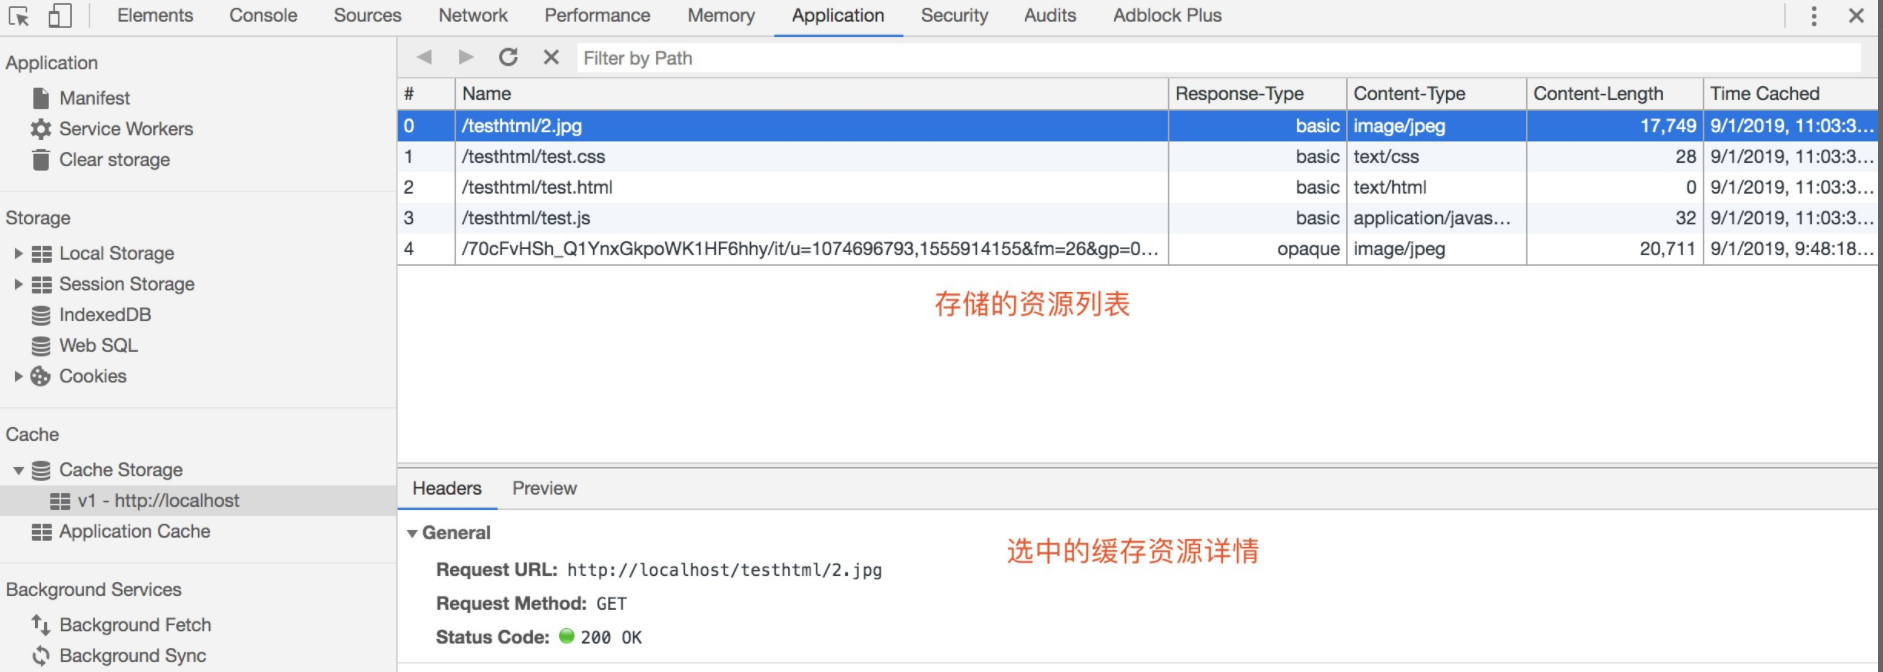 Elements Console Sources Network Performance Memory Application Security Audits Adblock Plus
Application
Manifest
Service Workers
Clear storage
Storage
Local Storage
Session Storage
IndexedDB
Web SQL
Cookies
Cache
Cache Storage
v1 - http://localhost
Application Cache
Background Services
Background Fetch
Background Sync
Filter by Path
# Name Response-Type Content-Type Content-Length Time Cached
0 /testhtml/2.jpg basic image/jpeg 17,749 9/1/2019, 11:03:3...
1 /testhtml/test.css basic text/css 28 9/1/2019, 11:03:3...
2 /testhtml/test.html basic text/html 0 9/1/2019, 11:03:3...
3 /testhtml/test.js basic application/javas... 32 9/1/2019, 11:03:3...
4 /70cFvHSh_Q1YnxGkpoWK1HF6hhy/it/u=1074696793,1555914155&fm=26&gp=0... opaque image/jpeg 20,711 9/1/2019, 9:48:18...
存储的资源列表
Headers Preview
General
选中的缓存资源详情
Request URL: http://localhost/testhtml/2.jpg
Request Method: GET
Status Code: 200 OK